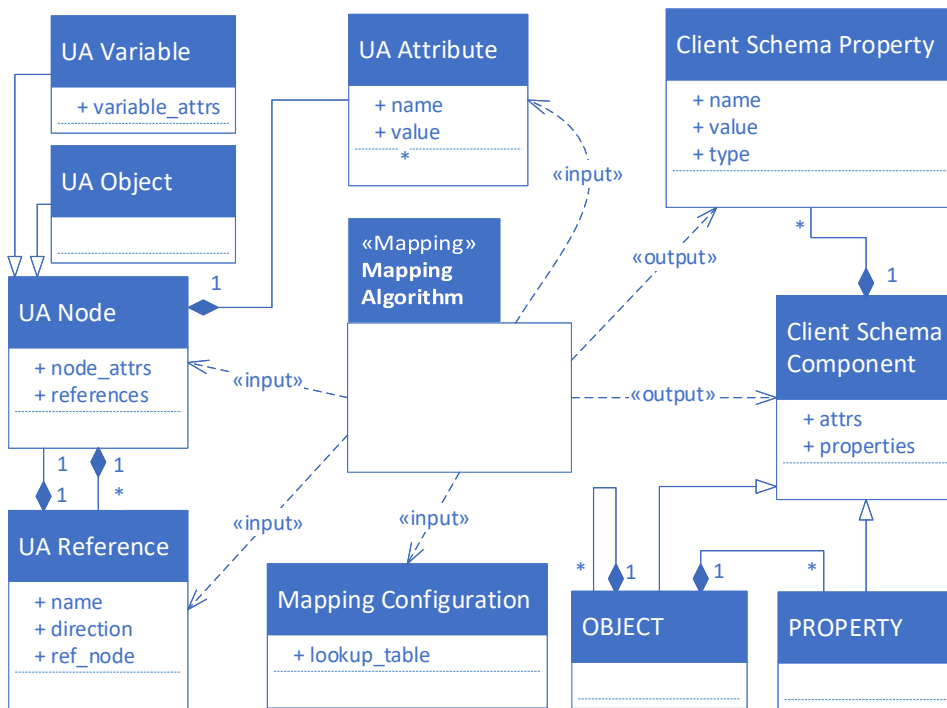 UA Variable
+ variable_attrs
UA Attribute
+ name
+ value
*
Client Schema Property
+ name
+ value
+ type
UA Object
«input»
«Mapping»
Mapping
Algorithm
«output»
*
1
1
UA Node
+ node_attrs
+ references
«input»
Client Schema
Component
+ attrs
+ properties
«output»
1
1
1
*
UA Reference
+ name
+ direction
+ ref_node
«input»
«input»
Mapping Configuration
+ lookup_table
*
1
1
*
OBJECT
PROPERTY